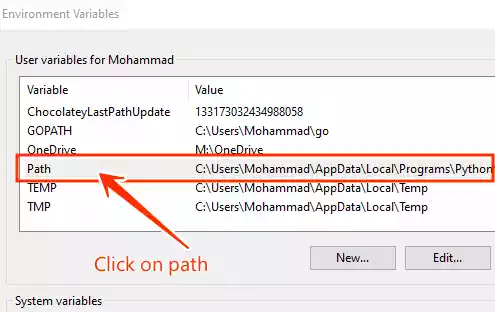 Environment Variables
User variables for Mohammad
Variable Value
ChocolateyLastPathUpdate 133173032434988058
GOPATH C:\Users\Mohammad\go
OneDrive M:\OneDrive
Path C:\Users\Mohammad\AppData\Local\Programs\Python
TEMP C:\Users\Mohammad\AppData\Local\Temp
TMP C:\Users\Mohammad\AppData\Local\Temp
Click on path
New... Edit...
System variables